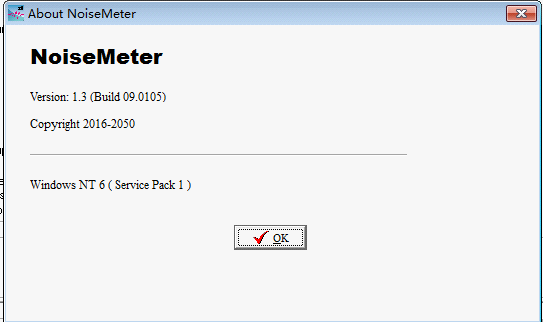 About NoiseMeter
NoiseMeter
Version: 1.3 (Build 09.0105)
Copyright 2016-2050
Windows NT 6 ( Service Pack 1 )
OK